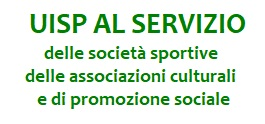 UISP AL SERVIZIO
delle società sportive
delle associazioni culturali
e di promozione sociale